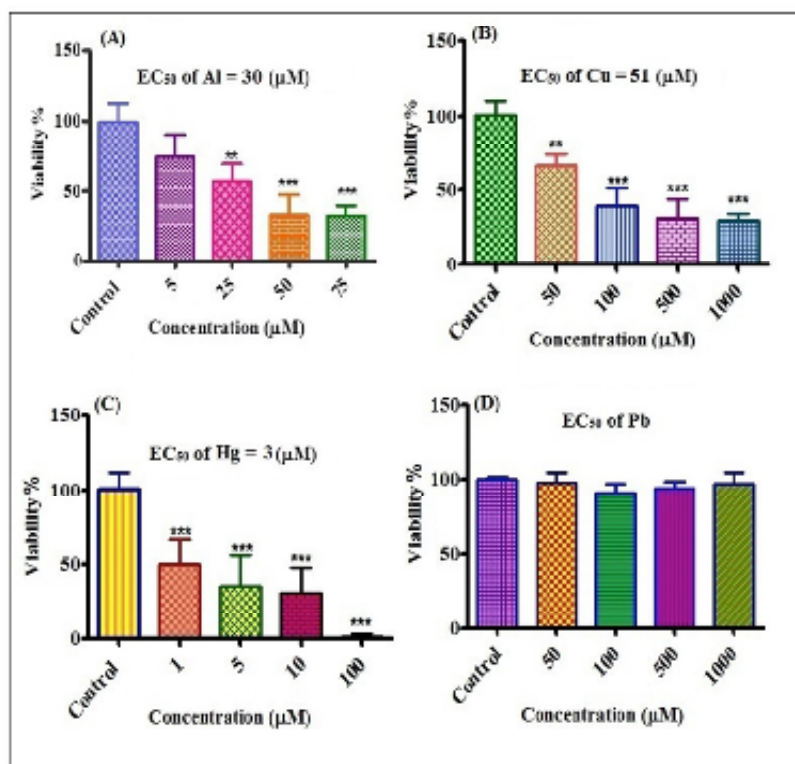 (A)
EC₅₀ of Al = 30 (µM)
150
100
50
0
Viability %
**
***
***
Control
5
25
50
75
Concentration (µM)
(B)
EC₅₀ of Cu = 51 (µM)
150
100
50
0
Viability %
**
***
***
***
Control
50
100
500
1000
Concentration (µM)
(C)
EC₅₀ of Hg = 3 (µM)
150
100
50
0
Viability %
***
***
***
***
Control
1
5
10
100
Concentration (µM)
(D)
EC₅₀ of Pb
150
100
50
0
Viability %
Control
50
100
500
1000
Concentration (µM)